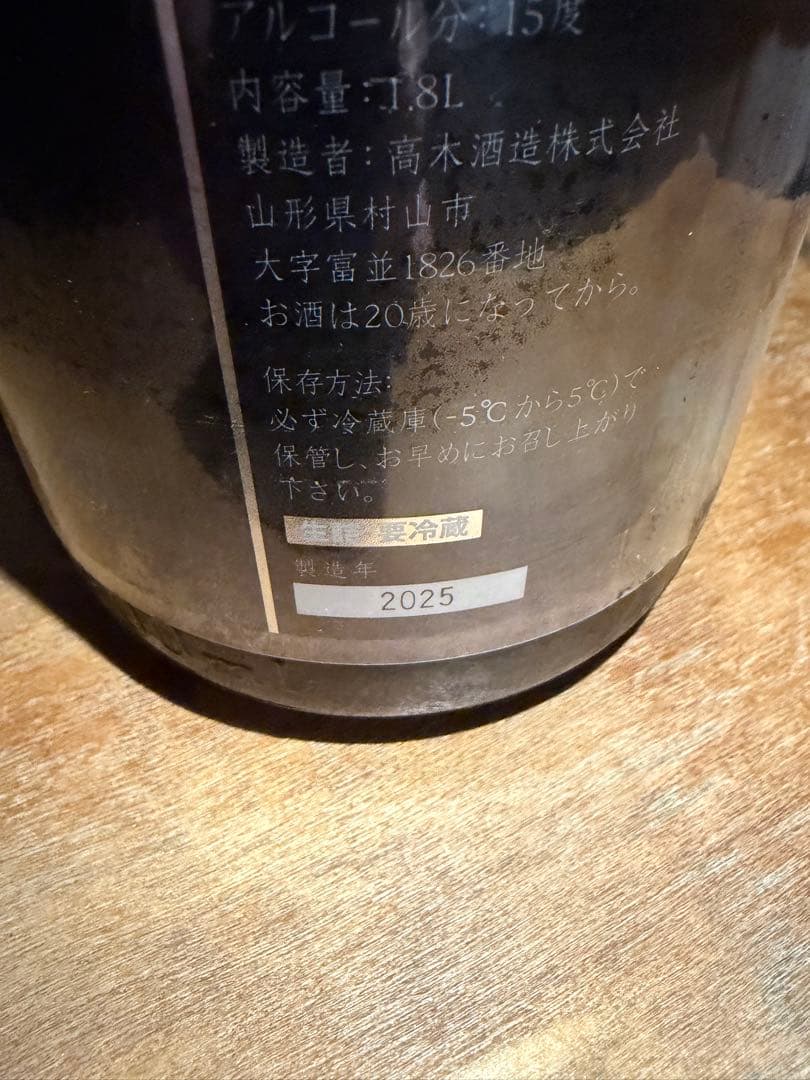 アルコール分:15度
内容量:1.8L
製造者:高木酒造株式会社
山形県村山市
大字富並1826番地
お酒は20歳になってから。
保存方法:
必ず冷蔵庫(-5℃から5℃)で
保管し、お早めにお召し上がり
下さい。
生詰 要冷蔵
製造年
2025